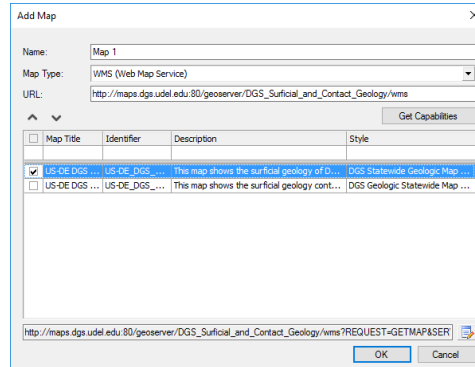 Add Map
Name: Map 1
Map Type: WMS (Web Map Service)
URL: http://maps.dgs.udel.edu:80/geoserver/DGS_Surficial_and_Contact_Geology/wms
Get Capabilities
Map Title Identifier Description Style
US-DE DGS ... US-DE_DGS_... This map shows the surficial geology of D... DGS Statewide Geologic Map ...
US-DE DGS ... US-DE_DGS_... This map shows the surficial geology cont... DGS Geologic Statewide Map ...
http://maps.dgs.udel.edu:80/geoserver/DGS_Surficial_and_Contact_Geology/wms?REQUEST=GETMAP&SER
OK Cancel